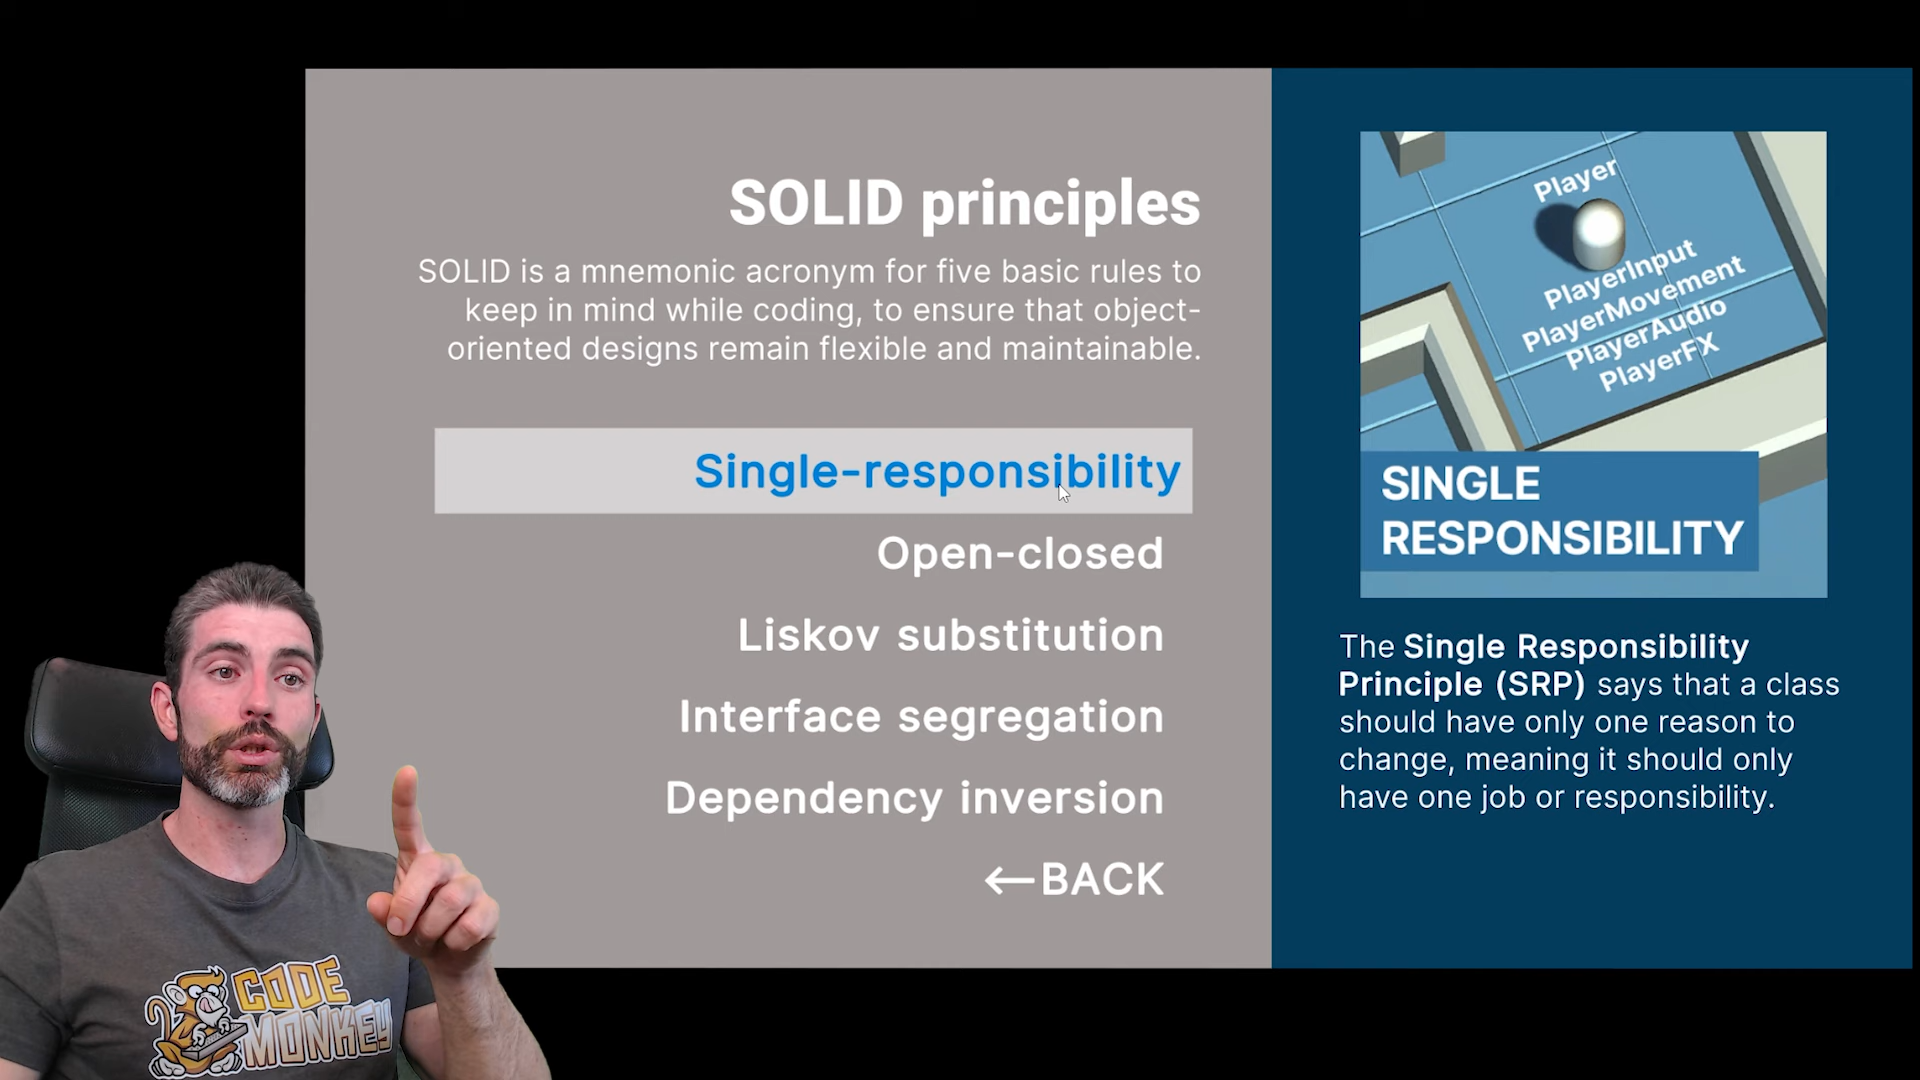 SOLID principles
SOLID is a mnemonic acronym for five basic rules to
keep in mind while coding, to ensure that object-
oriented designs remain flexible and maintainable.
Single-responsibility
Open-closed
Liskov substitution
Interface segregation
Dependency inversion
←BACK
Player
PlayerInput
PlayerMovement
PlayerAudio
PlayerFX
SINGLE
RESPONSIBILITY
The Single Responsibility
Principle (SRP) says that a class
should have only one reason to
change, meaning it should only
have one job or responsibility.
CODE
MONKEY